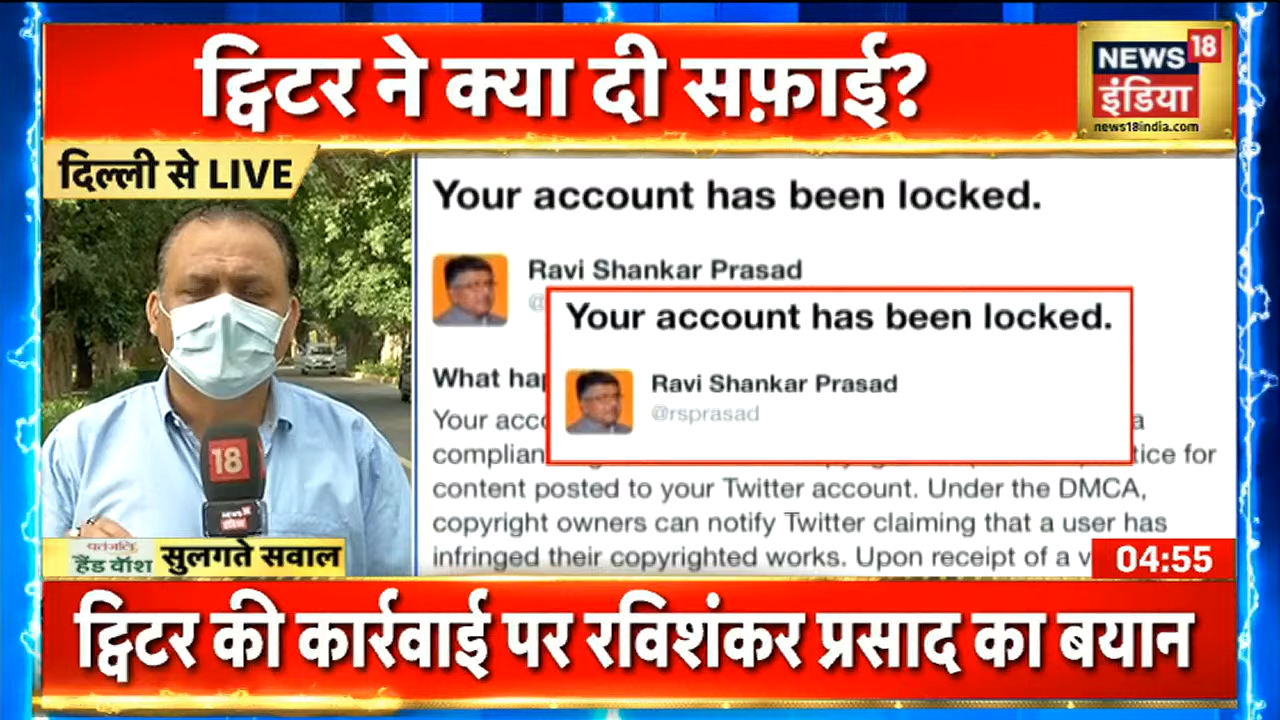 ट्विटर ने क्या दी सफ़ाई?
NEWS 18
इंडिया
news18india.com
दिल्ली से LIVE
Your account has been locked.
Ravi Shankar Prasad
@
Your account has been locked.
Ravi Shankar Prasad
@rsprasad
What
Your
a
tice for
content posted to your Twitter account. Under the DMCA,
copyright owners can notify Twitter claiming that a user has
infringed their copyrighted works. Upon receipt of a v
18
NEWS 18
इंडिया
पतंजलि
हैंड वॉश
सुलगते सवाल
04:55
ट्विटर की कार्रवाई पर रविशंकर प्रसाद का बयान